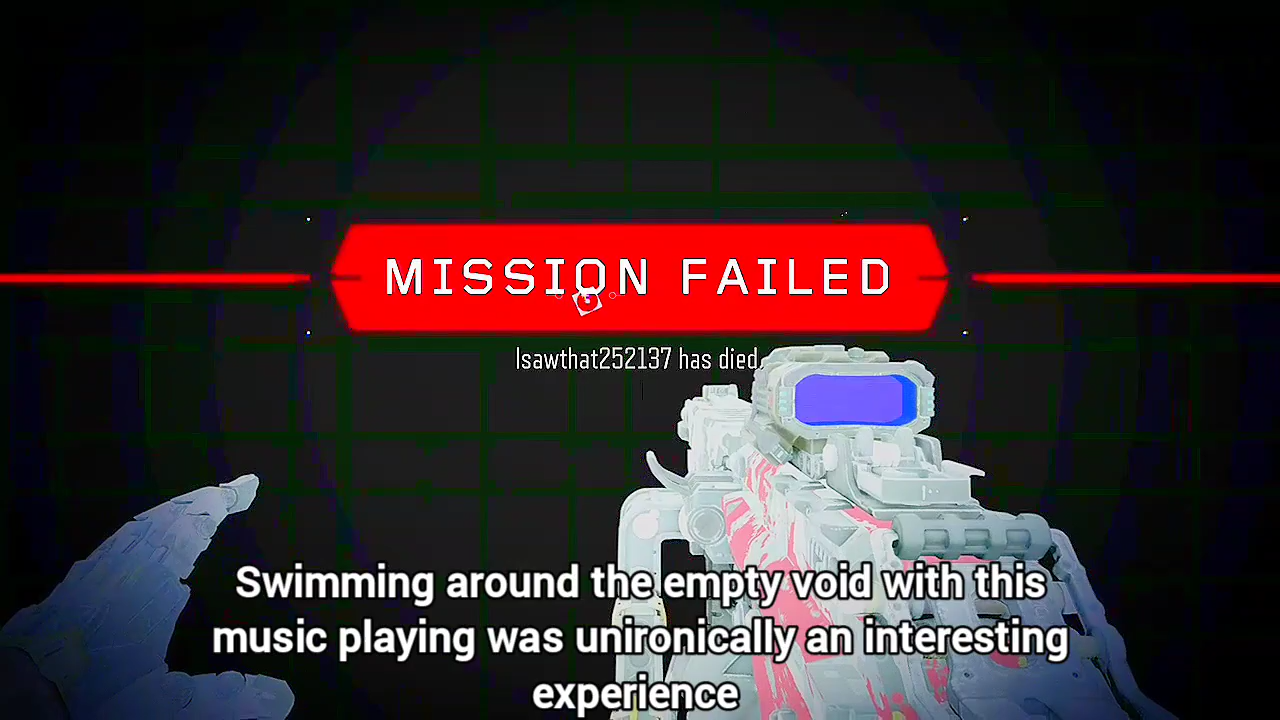 MISSION FAILED
Isawthat252137 has died.
Swimming around the empty void with this
music playing was unironically an interesting
experience